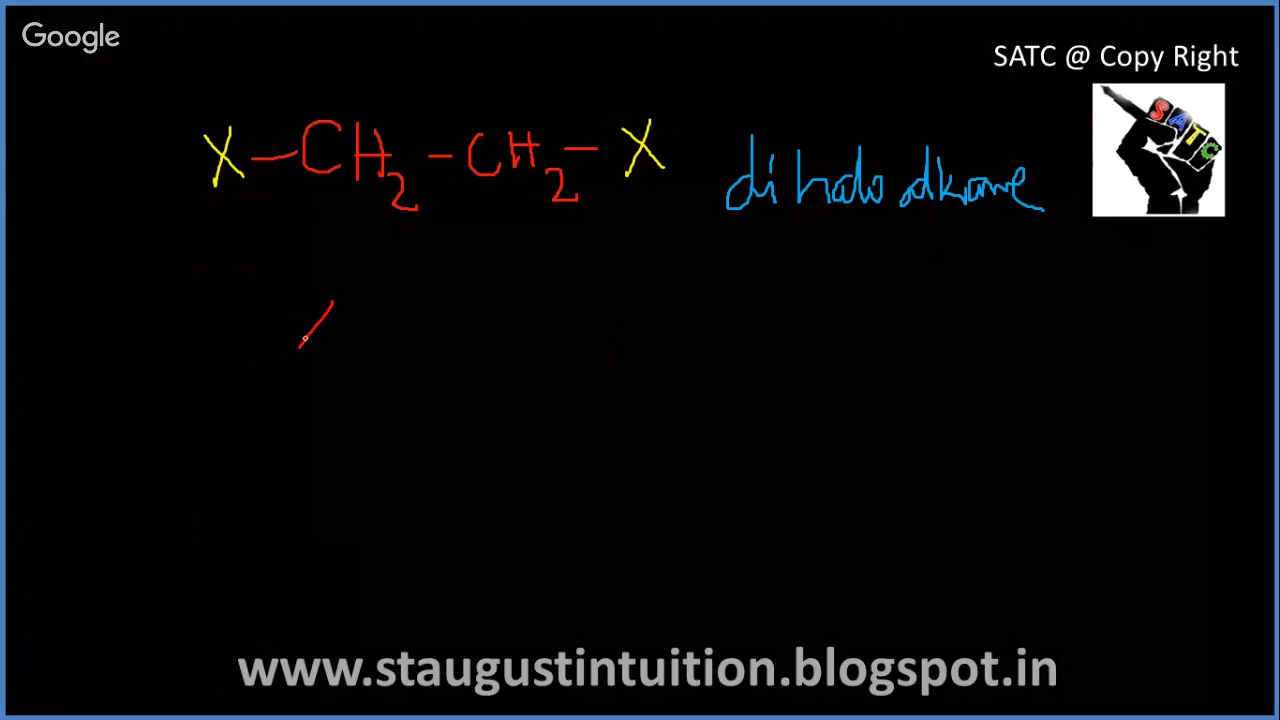 Google
SATC @ Copy Right
SATC
X-CH2-CH2-X di halo alkane
www.staugustintuition.blogspot.in